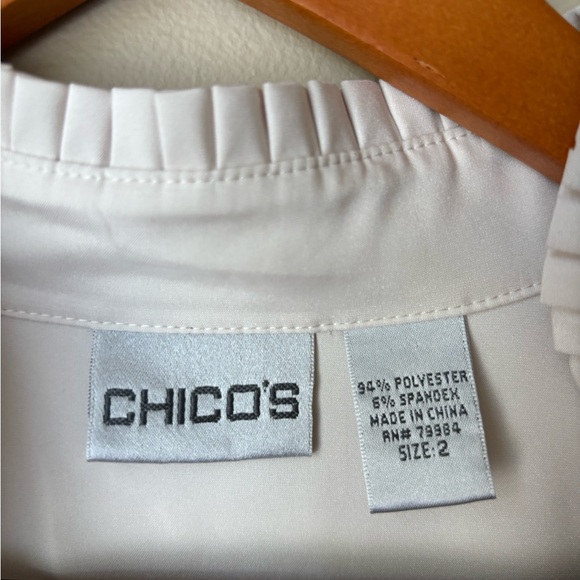 CHICO'S
94% POLYESTER
6% SPANDEX
MADE IN CHINA
RN# 79984
SIZE: 2